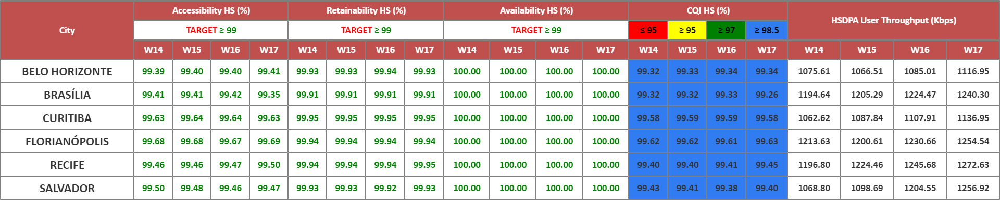 City Accessibility HS (%) Retainability HS (%) Availability HS (%) CQI HS (%) HSDPA User Throughput (Kbps)
TARGET ≥ 99 TARGET ≥ 99 TARGET ≥ 99 ≤ 95 ≥ 95 ≥ 97 ≥ 98.5
W14 W15 W16 W17 W14 W15 W16 W17 W14 W15 W16 W17 W14 W15 W16 W17 W14 W15 W16 W17
BELO HORIZONTE 99.39 99.40 99.40 99.41 99.93 99.93 99.94 99.93 100.00 100.00 100.00 100.00 99.32 99.33 99.34 99.34 1075.61 1066.51 1085.01 1116.95
BRASÍLIA 99.41 99.41 99.42 99.35 99.91 99.91 99.91 99.91 100.00 100.00 100.00 100.00 99.32 99.32 99.33 99.26 1194.64 1205.29 1224.47 1240.30
CURITIBA 99.63 99.64 99.64 99.63 99.95 99.95 99.95 99.95 100.00 100.00 100.00 100.00 99.58 99.59 99.59 99.58 1062.62 1087.84 1107.91 1136.95
FLORIANÓPOLIS 99.68 99.68 99.67 99.69 99.94 99.94 99.94 99.94 100.00 100.00 100.00 100.00 99.62 99.62 99.61 99.63 1213.63 1200.61 1230.66 1254.54
RECIFE 99.46 99.46 99.47 99.50 99.94 99.94 99.94 99.95 100.00 100.00 100.00 100.00 99.40 99.40 99.41 99.45 1196.80 1224.46 1245.68 1272.63
SALVADOR 99.50 99.48 99.46 99.47 99.93 99.93 99.92 99.93 100.00 100.00 100.00 100.00 99.43 99.41 99.38 99.40 1068.80 1098.69 1204.55 1256.92